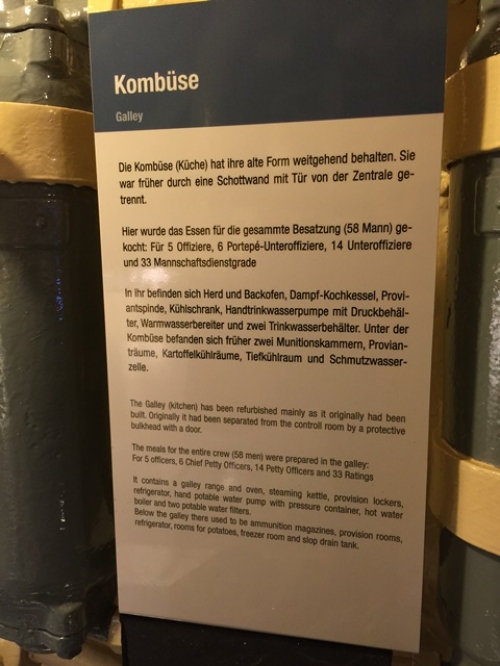 Kombüse
Galley
Die Kombüse (Küche) hat ihre alte Form weitgehend behalten. Sie
war früher durch eine Schottwand mit Tür von der Zentrale ge-
trennt.
Hier wurde das Essen für die gesammte Besatzung (58 Mann) ge-
kocht: Für 5 Offiziere, 6 Portepé-Unteroffiziere, 14 Unteroffiziere
und 33 Mannschaftsdienstgrade
In ihr befinden sich Herd und Backofen, Dampf-Kochkessel, Provi-
antspinde, Kühlschrank, Handtrinkwasserpumpe mit Druckbehäl-
ter, Warmwasserbereiter und zwei Trinkwasserbehälter. Unter der
Kombüse befanden sich früher zwei Munitionskammern, Provian-
träume, Kartoffelkühlräume, Tiefkühlraum und Schmutzwasser-
zelle.
The Galley (kitchen) has been refurbished mainly as it originally had been
built. Originally it had been separated from the controll room by a protective
bulkhead with a door.
The meals for the entire crew (58 men) were prepared in the galley:
For 5 officers, 6 Chief Petty Officers, 14 Petty Officers and 33 Ratings
It contains a galley range and oven, steaming kettle, provision lockers,
refrigerator, hand potable water pump with pressure container, hot water
boiler and two potable water filters.
Below the galley there used to be ammunition magazines, provision rooms,
refrigerator, rooms for potatoes, freezer room and slop drain tank.